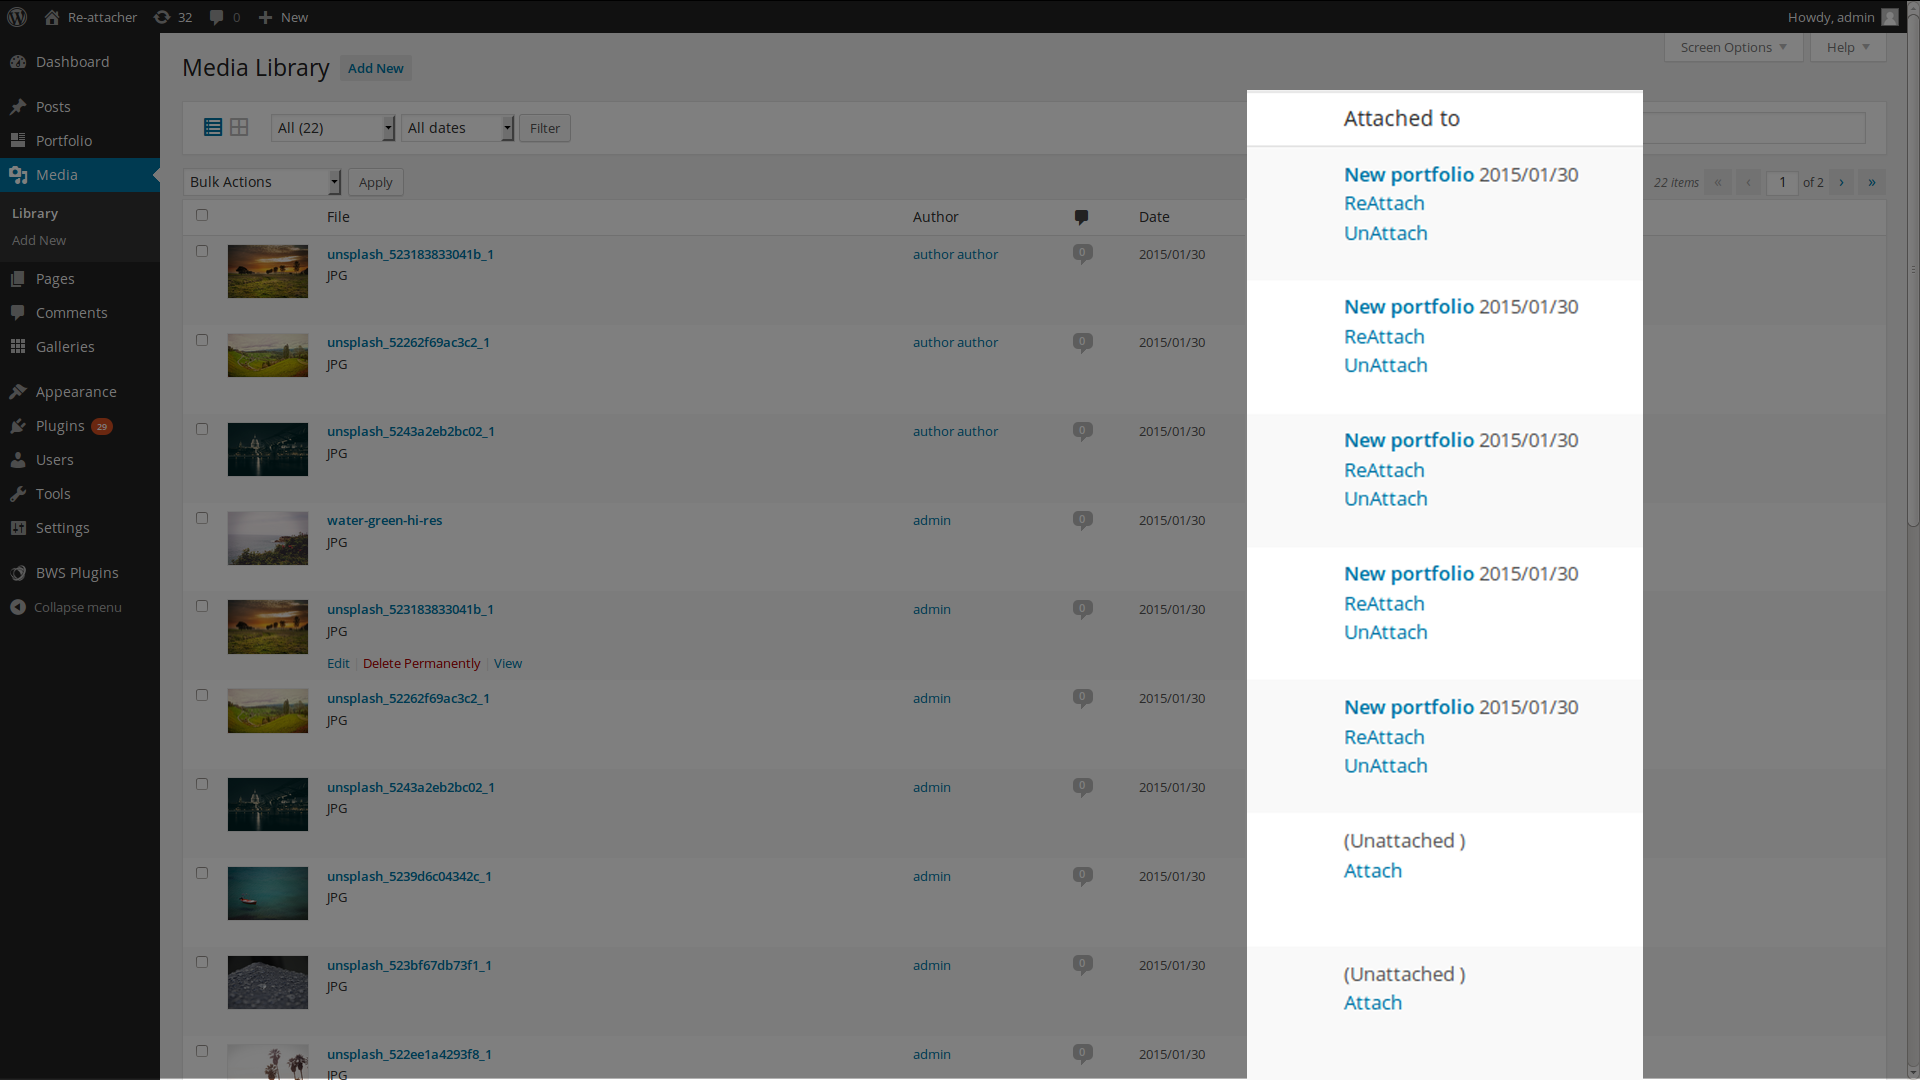 Re-attacher 32 0 New Howdy, admin
Screen Options Help
Dashboard
Posts
Portfolio
Media
Library
Add New
Pages
Comments
Galleries
Appearance
Plugins 29
Users
Tools
Settings
BWS Plugins
Collapse menu
Media Library Add New
All (22) All dates Filter
Bulk Actions Apply
22 items « ‹ 1 of 2 › »
File Author Date
unsplash_523183833041b_1 author author 0 2015/01/30
JPG
unsplash_52262f69ac3c2_1 author author 0 2015/01/30
JPG
unsplash_5243a2eb2bc02_1 author author 0 2015/01/30
JPG
water-green-hi-res admin 0 2015/01/30
JPG
unsplash_523183833041b_1 admin 0 2015/01/30
JPG
Edit | Delete Permanently | View
unsplash_52262f69ac3c2_1 admin 0 2015/01/30
JPG
unsplash_5243a2eb2bc02_1 admin 0 2015/01/30
JPG
unsplash_5239d6c04342c_1 admin 0 2015/01/30
JPG
unsplash_523bf67db73f1_1 admin 0 2015/01/30
JPG
unsplash_522ee1a4293f8_1 admin 0 2015/01/30
JPG
Attached to
New portfolio 2015/01/30
ReAttach
UnAttach
New portfolio 2015/01/30
ReAttach
UnAttach
New portfolio 2015/01/30
ReAttach
UnAttach
New portfolio 2015/01/30
ReAttach
UnAttach
New portfolio 2015/01/30
ReAttach
UnAttach
(Unattached )
Attach
(Unattached )
Attach